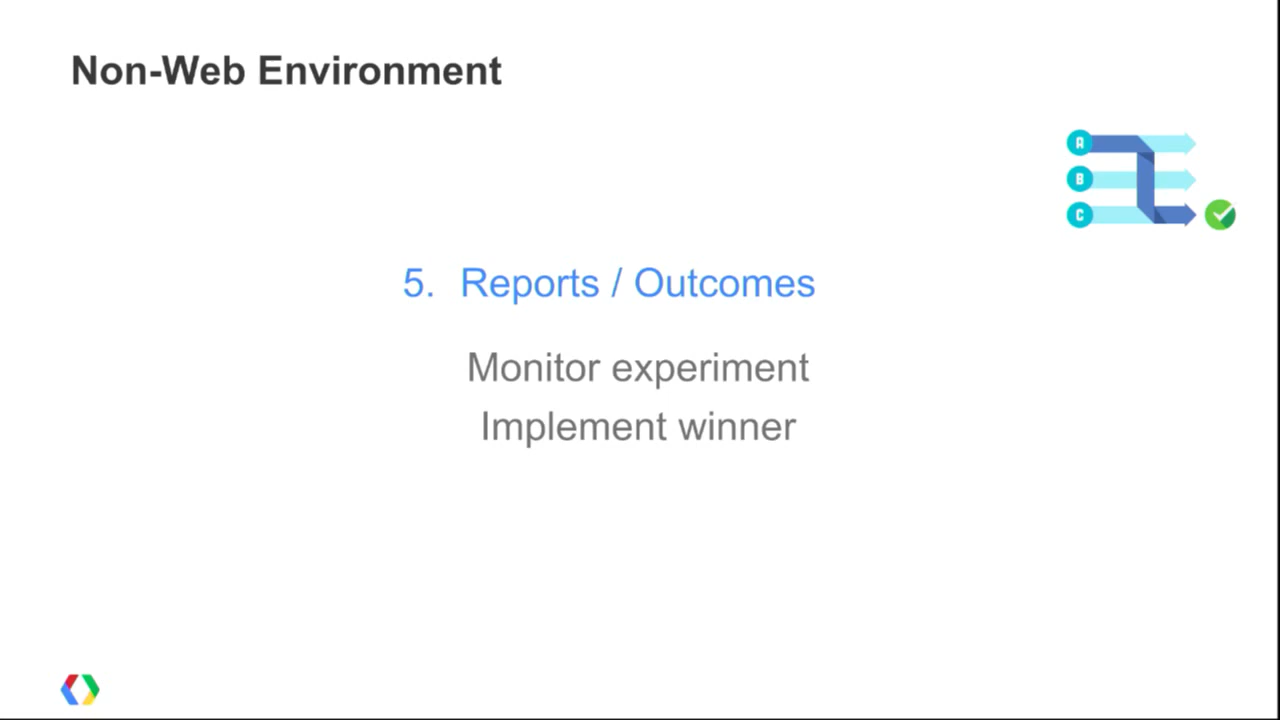 Non-Web Environment
A
B
C
5. Reports / Outcomes
Monitor experiment
Implement winner